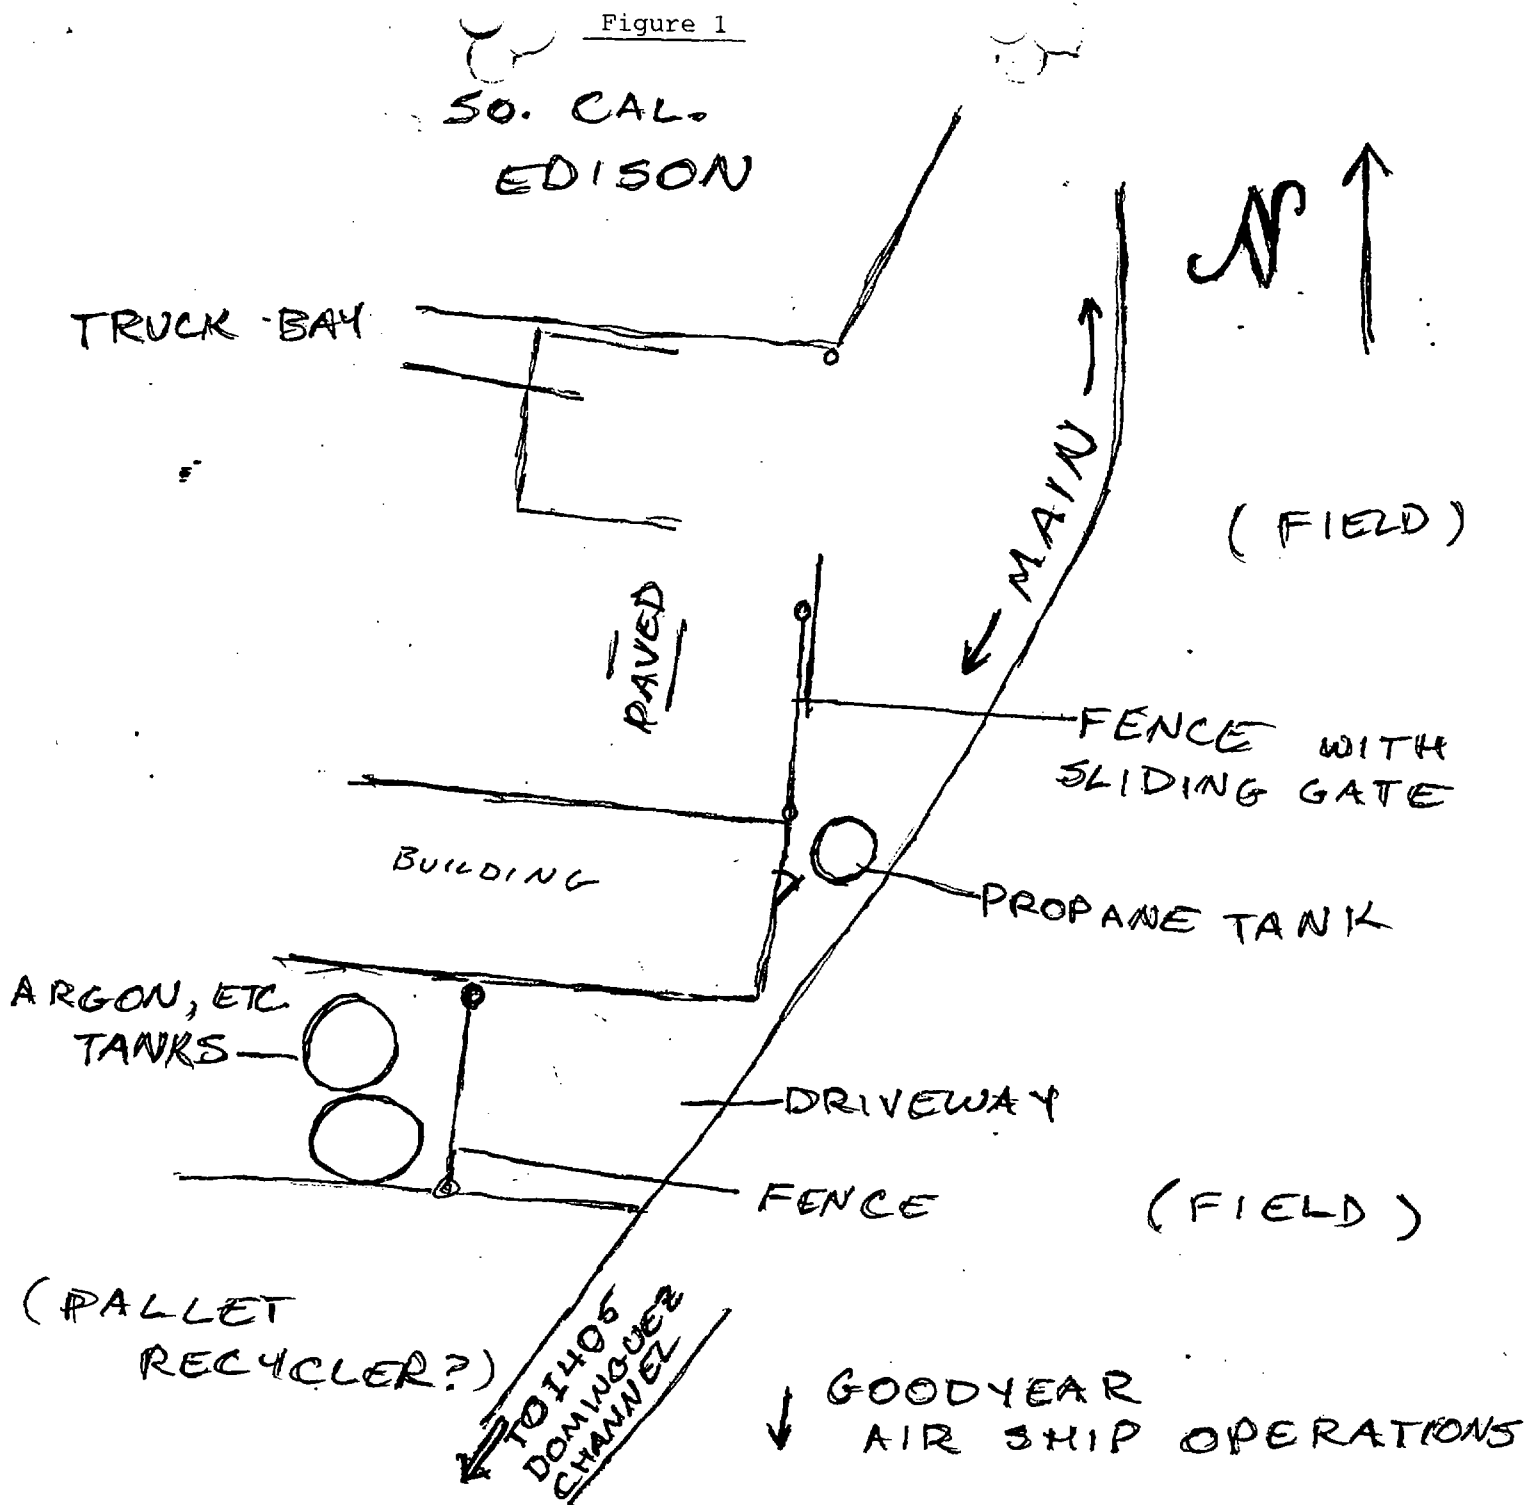 Figure 1
SO. CAL.
EDISON
N
TRUCK BAY
MAIN
(FIELD)
PAVED
FENCE WITH
SLIDING GATE
BUILDING
PROPANE TANK
ARGON, ETC.
TANKS
DRIVEWAY
FENCE
(FIELD)
(PALLET
RECYCLER?)
TO I405
DOMINGUEZ
CHANNEL
GOODYEAR
AIR SHIP OPERATIONS